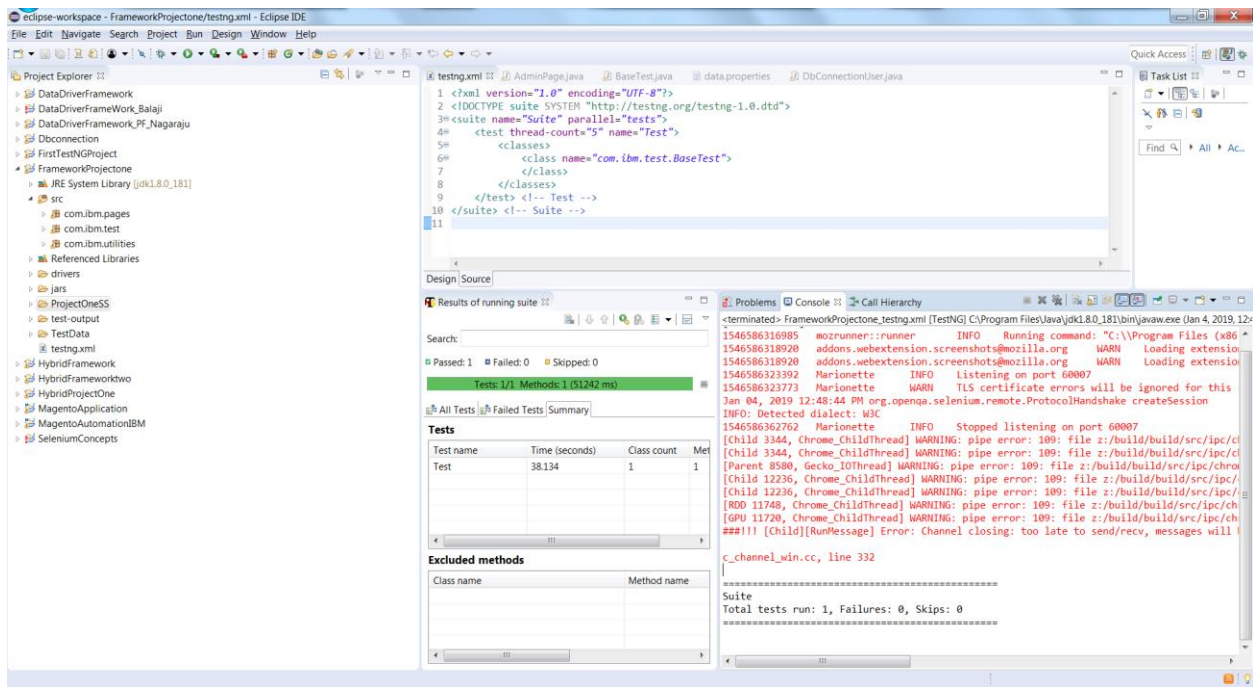 eclipse-workspace - FrameworkProjectone/testng.xml - Eclipse IDE
File Edit Navigate Search Project Run Design Window Help
Quick Access
Project Explorer
DataDriverFramework
DataDriverFrameWork_Balaji
DataDriverFramework_PF_Nagaraju
Dbconnection
FirstTestNGProject
FrameworkProjectone
JRE System Library [jdk1.8.0_181]
src
com.ibm.pages
com.ibm.test
com.ibm.utilities
Referenced Libraries
drivers
jars
ProjectOneSS
test-output
TestData
testng.xml
HybridFramework
HybridFrameworktwo
HybridProjectOne
MagentoApplication
MagentoAutomationIBM
SeleniumConcepts
testng.xml AdminPage.java BaseTest.java data.properties DbConnectionUser.java
1 <?xml version="1.0" encoding="UTF-8"?>
2 <!DOCTYPE suite SYSTEM "http://testng.org/testng-1.0.dtd">
3 <suite name="Suite" parallel="tests">
4 <test thread-count="5" name="Test">
5 <classes>
6 <class name="com.ibm.test.BaseTest">
7 </class>
8 </classes>
9 </test> <!-- Test -->
10 </suite> <!-- Suite -->
11
Design Source
Task List
Find All Ac...
Results of running suite
Search:
Passed: 1 Failed: 0 Skipped: 0
Tests: 1/1 Methods: 1 (51242 ms)
All Tests Failed Tests Summary
Tests
Test name Time (seconds) Class count Met
Test 38.134 1 1
Excluded methods
Class name Method name
Problems Console Call Hierarchy
<terminated> FrameworkProjectone_testng.xml [TestNG] C:\Program Files\Java\jdk1.8.0_181\bin\javaw.exe (Jan 4, 2019, 12:4
1546586316985 mozrunner::runner INFO Running command: "C:\\Program Files (x86
1546586318920 addons.webextension.screenshots@mozilla.org WARN Loading extensio
1546586318920 addons.webextension.screenshots@mozilla.org WARN Loading extensio
1546586323392 Marionette INFO Listening on port 60007
1546586323773 Marionette WARN TLS certificate errors will be ignored for this
Jan 04, 2019 12:48:44 PM org.openqa.selenium.remote.ProtocolHandshake createSession
INFO: Detected dialect: W3C
1546586362762 Marionette INFO Stopped listening on port 60007
[Child 3344, Chrome_ChildThread] WARNING: pipe error: 109: file z:/build/build/src/ipc/cl
[Child 3344, Chrome_ChildThread] WARNING: pipe error: 109: file z:/build/build/src/ipc/cl
[Parent 8580, Gecko_IOThread] WARNING: pipe error: 109: file z:/build/build/src/ipc/chro
[Child 12236, Chrome_ChildThread] WARNING: pipe error: 109: file z:/build/build/src/ipc/
[Child 12236, Chrome_ChildThread] WARNING: pipe error: 109: file z:/build/build/src/ipc/
[RDD 11748, Chrome_ChildThread] WARNING: pipe error: 109: file z:/build/build/src/ipc/ch
[GPU 11720, Chrome_ChildThread] WARNING: pipe error: 109: file z:/build/build/src/ipc/ch
###!!! [Child][RunMessage] Error: Channel closing: too late to send/recv, messages will
c_channel_win.cc, line 332
===============================================
Suite
Total tests run: 1, Failures: 0, Skips: 0
===============================================